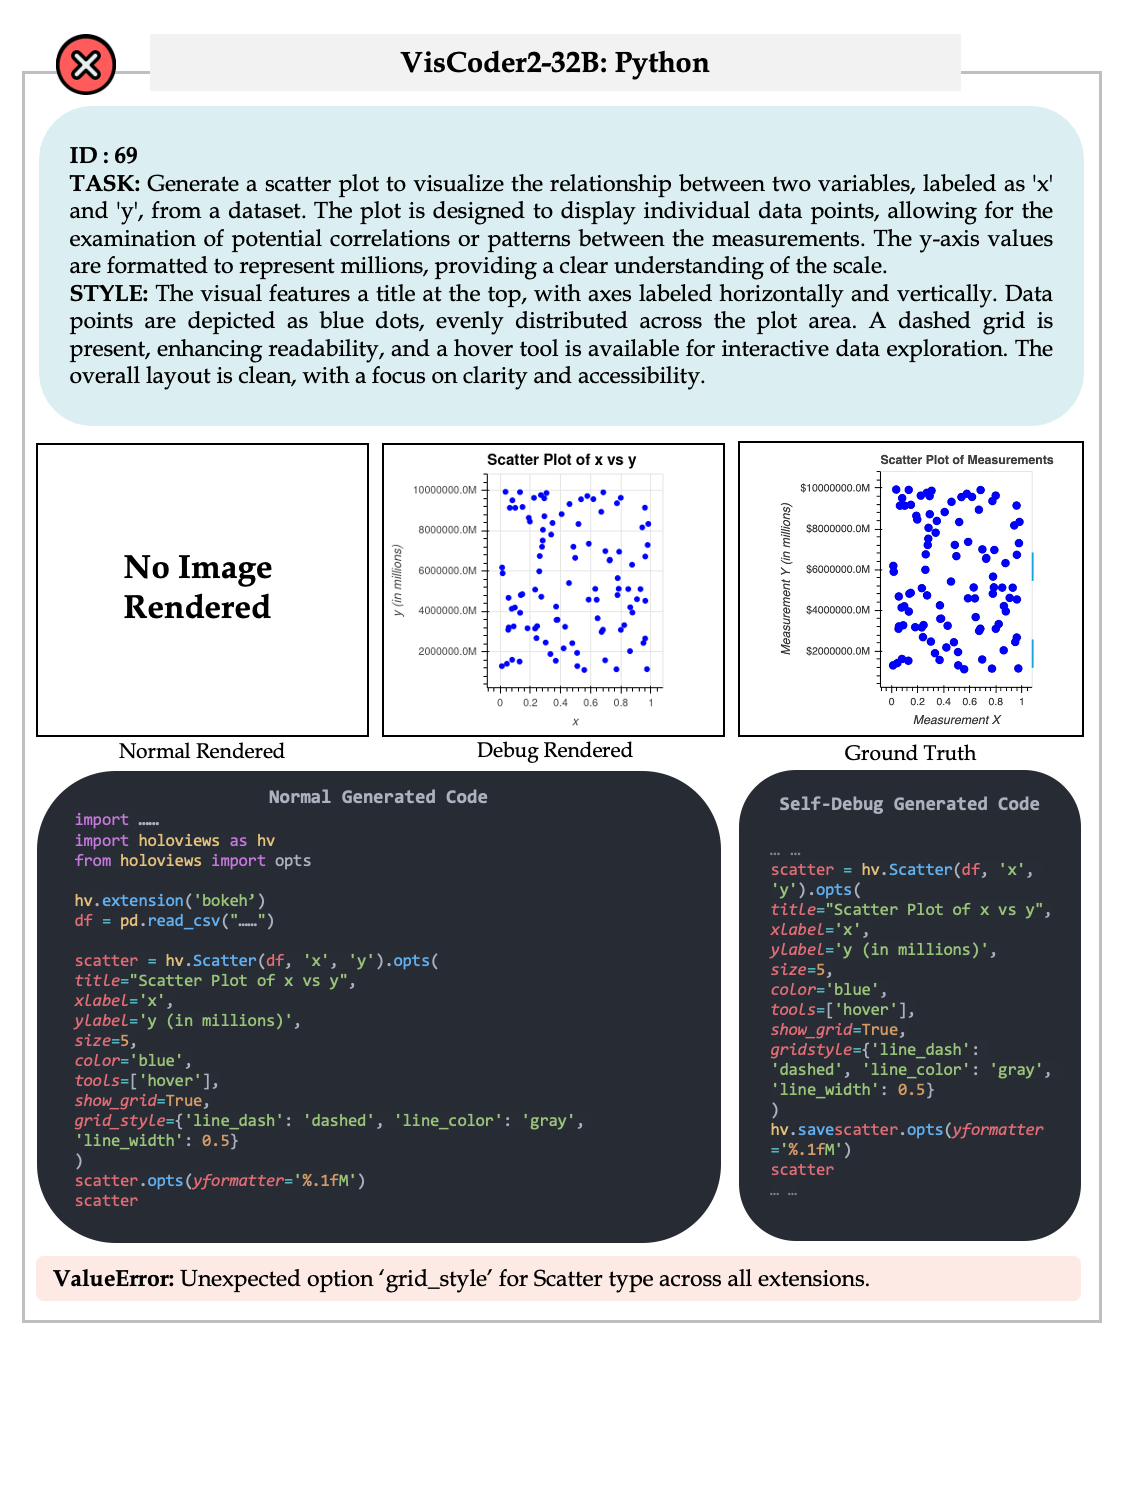 VisCoder2-32B: Python
ID : 69
TASK: Generate a scatter plot to visualize the relationship between two variables, labeled as 'x'
and 'y', from a dataset. The plot is designed to display individual data points, allowing for the
examination of potential correlations or patterns between the measurements. The y-axis values
are formatted to represent millions, providing a clear understanding of the scale.
STYLE: The visual features a title at the top, with axes labeled horizontally and vertically. Data
points are depicted as blue dots, evenly distributed across the plot area. A dashed grid is
present, enhancing readability, and a hover tool is available for interactive data exploration. The
overall layout is clean, with a focus on clarity and accessibility.
No Image
Rendered
Normal Rendered
Scatter Plot of x vs y
10000000.0M
8000000.0M
6000000.0M
4000000.0M
2000000.0M
y (in millions)
0 0.2 0.4 0.6 0.8 1
x
Debug Rendered
Scatter Plot of Measurements
$10000000.0M
$8000000.0M
$6000000.0M
$4000000.0M
$2000000.0M
Measurement Y (in millions)
0 0.2 0.4 0.6 0.8 1
Measurement X
Ground Truth
Normal Generated Code
import ……
import holoviews as hv
from holoviews import opts
hv.extension('bokeh’)
df = pd.read_csv("……")
scatter = hv.Scatter(df, 'x', 'y').opts(
title="Scatter Plot of x vs y",
xlabel='x',
ylabel='y (in millions)',
size=5,
color='blue',
tools=['hover'],
show_grid=True,
grid_style={'line_dash': 'dashed', 'line_color': 'gray',
'line_width': 0.5}
)
scatter.opts(yformatter='%.1fM')
scatter
Self-Debug Generated Code
… …
scatter = hv.Scatter(df, 'x',
'y').opts(
title="Scatter Plot of x vs y",
xlabel='x',
ylabel='y (in millions)',
size=5,
color='blue',
tools=['hover'],
show_grid=True,
gridstyle={'line_dash':
'dashed', 'line_color': 'gray',
'line_width': 0.5}
)
hv.savescatter.opts(yformatter
='%.1fM')
scatter
… …
ValueError: Unexpected option ‘grid_style’ for Scatter type across all extensions.